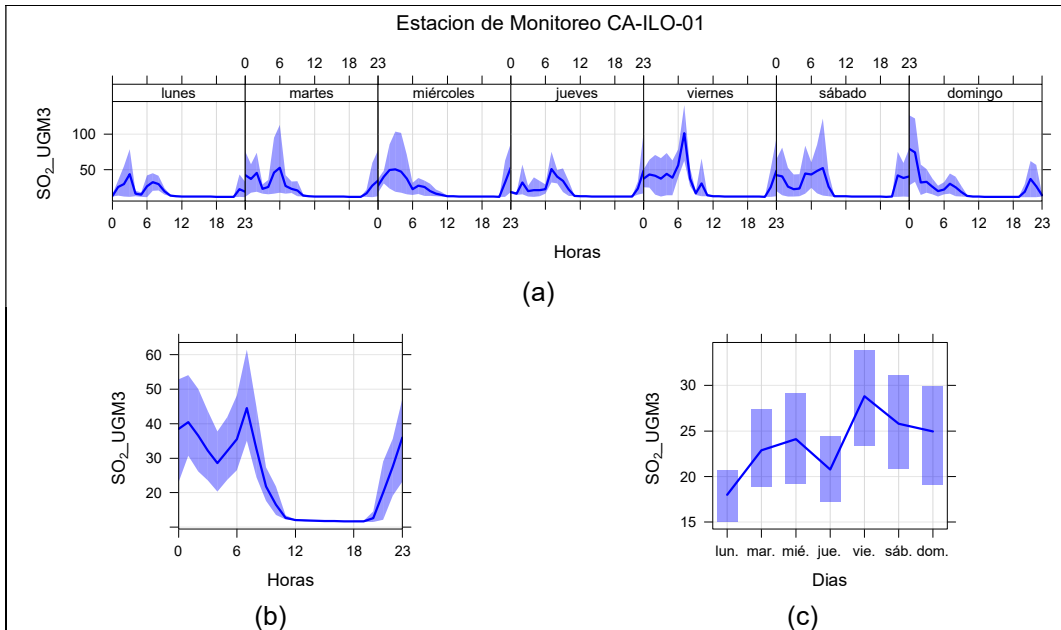 Estacion de Monitoreo CA-ILO-01
0 6 12 18 23 0 6 12 18 23 0 6 12 18 23
lunes martes miércoles jueves viernes sábado domingo
100
50
SO2_UGM3
0 6 12 18 23 0 6 12 18 23 0 6 12 18 23 0 6 12 18 23
Horas
(a)
60
50
40
30
20
SO2_UGM3
0 6 12 18 23
Horas
(b)
30
25
20
15
SO2_UGM3
lun. mar. mié. jue. vie. sáb. dom.
Dias
(c)